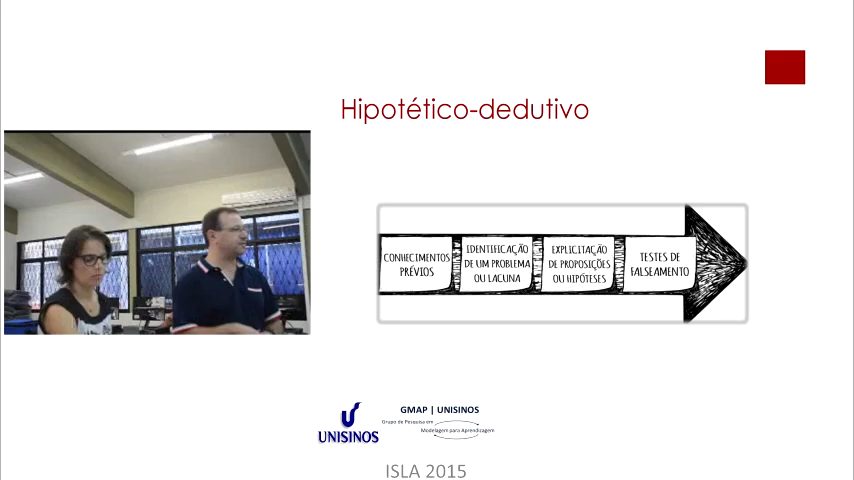 Hipotético-dedutivo
CONHECIMENTOS
PRÉVIOS
IDENTIFICAÇÃO
DE UM PROBLEMA
OU LACUNA
EXPLICITAÇÃO
DE PROPOSIÇÕES
OU HIPÓTESES
TESTES DE
FALSEAMENTO
UNISINOS
GMAP | UNISINOS
Grupo de Pesquisa em
Modelagem para Aprendizagem
ISLA 2015